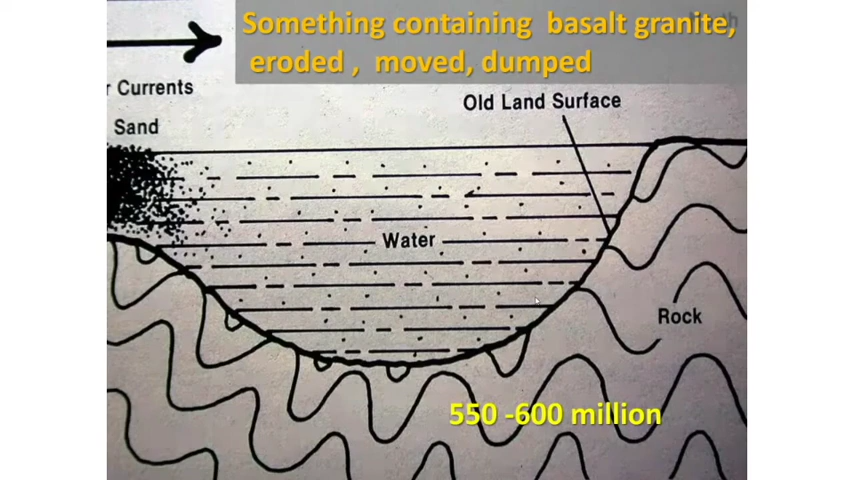 Something containing basalt granite,
eroded , moved, dumped
r Currents
Old Land Surface
Sand
Water
Rock
550 -600 million